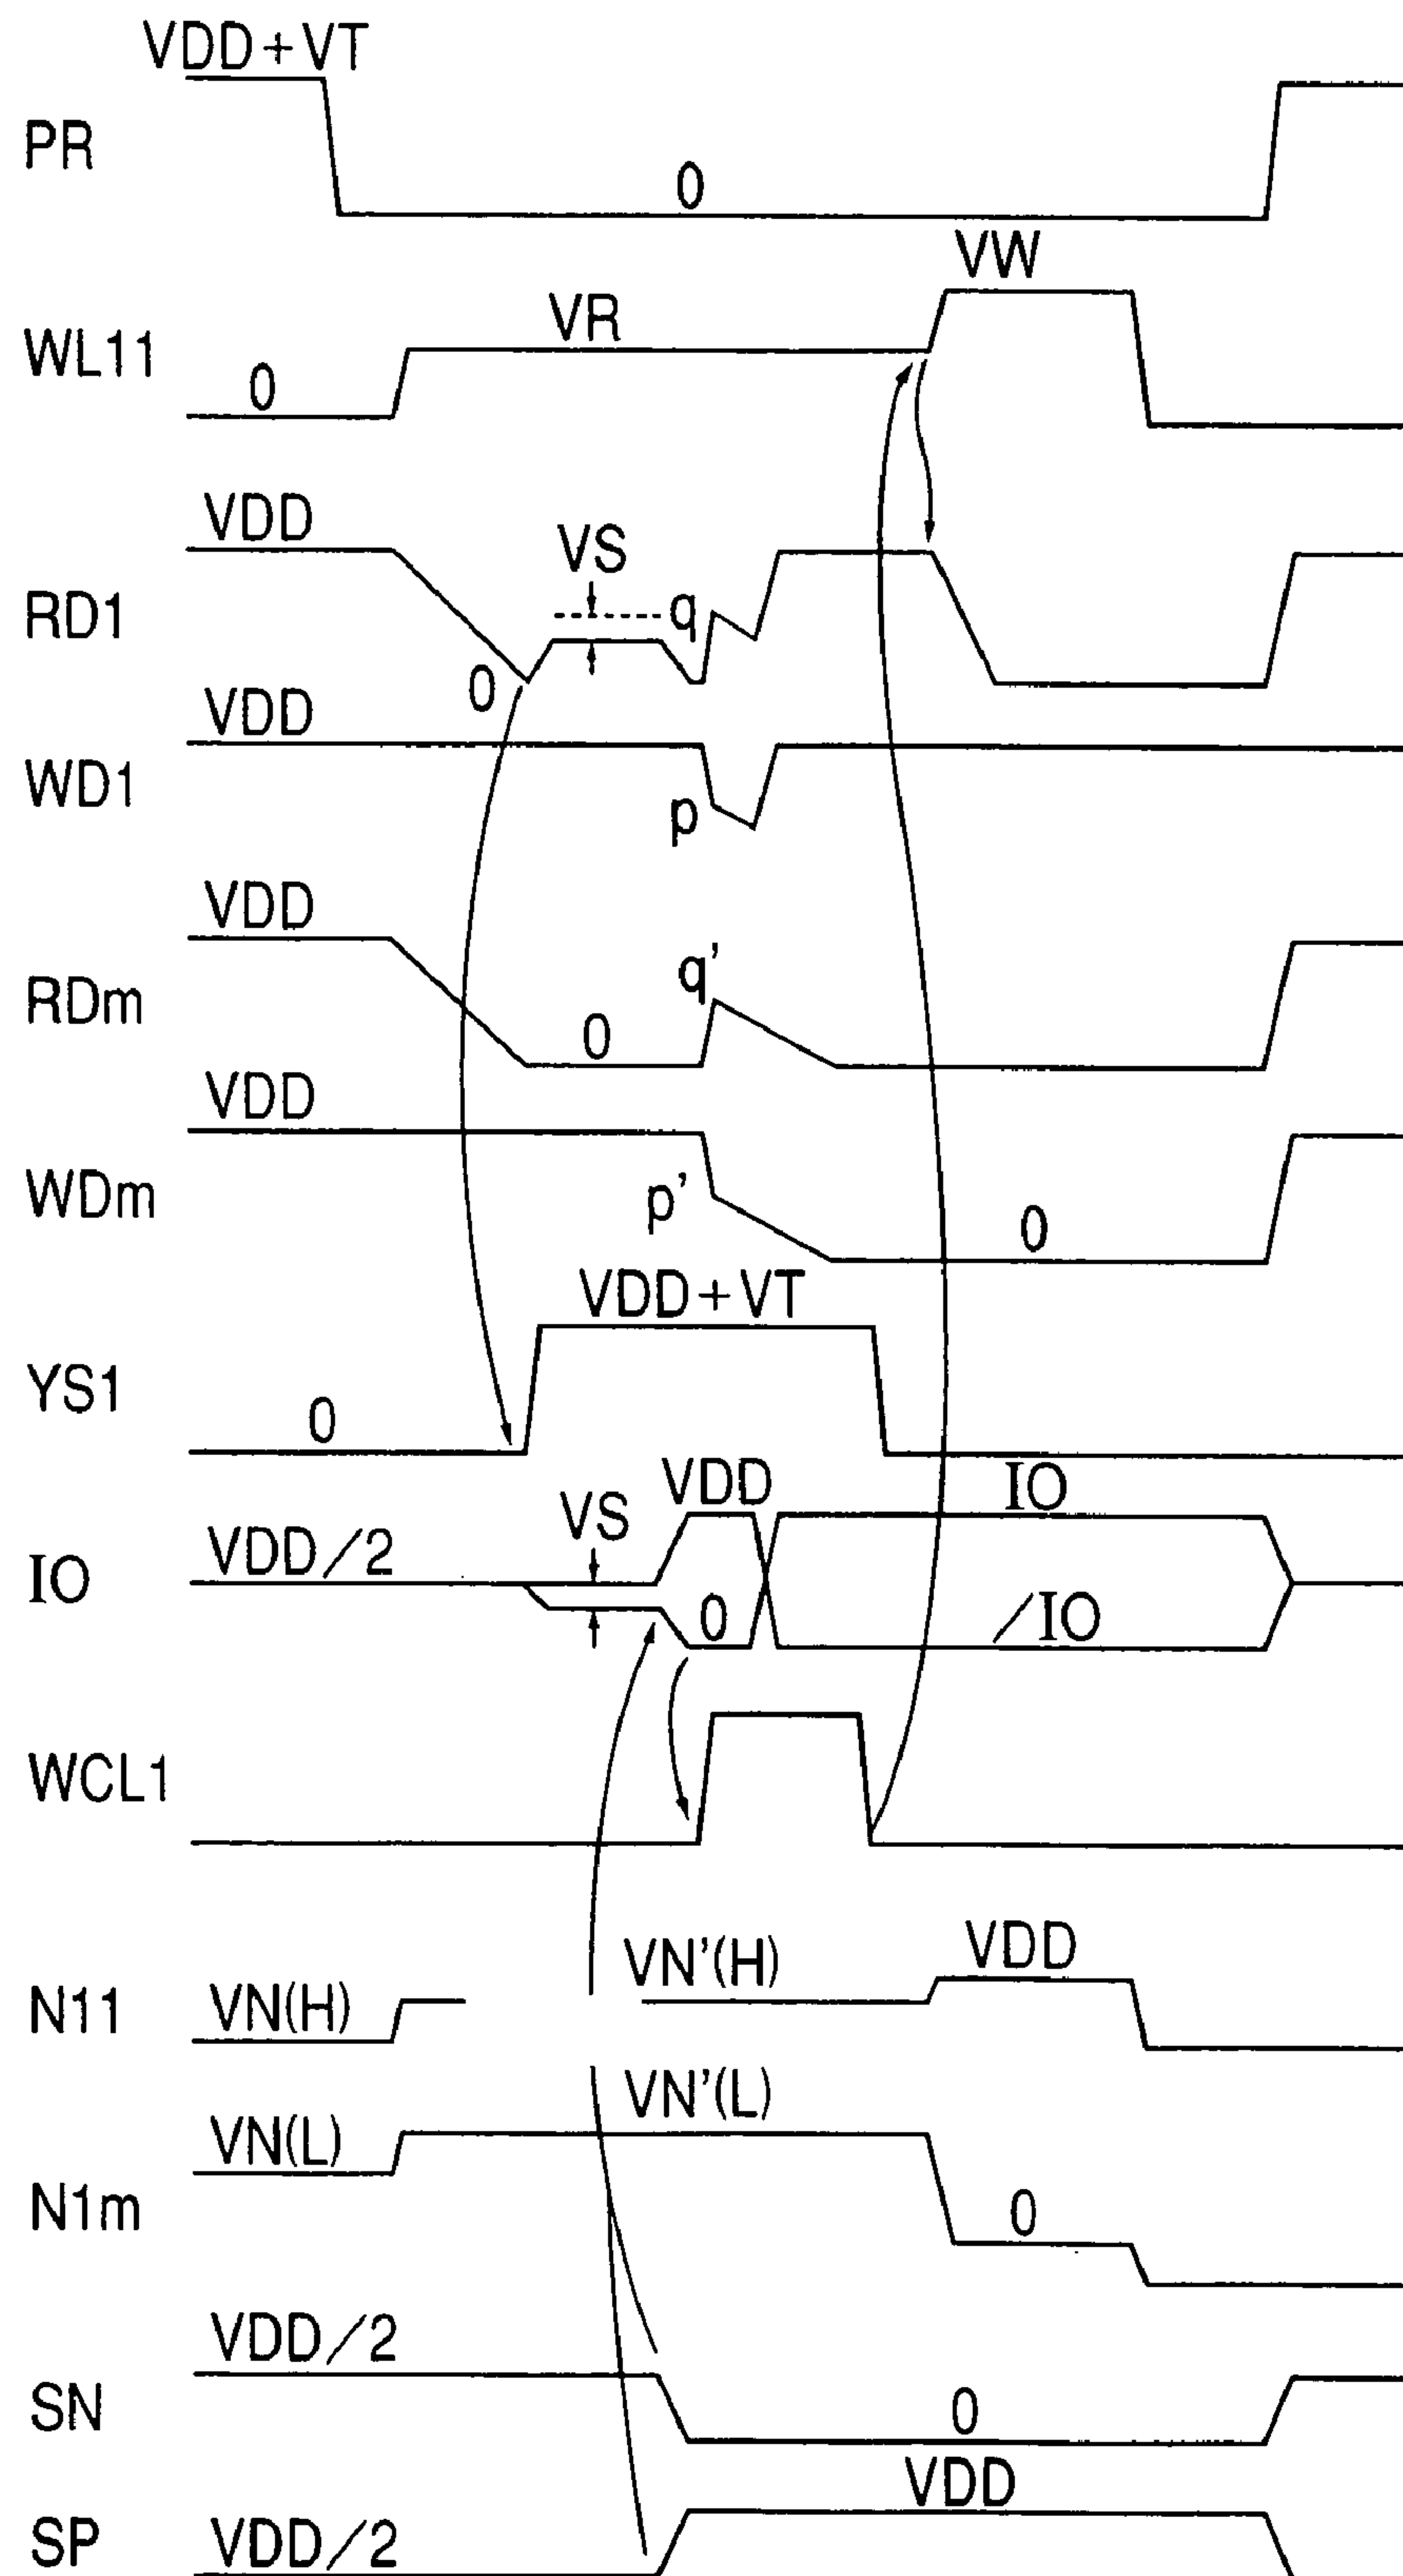 VDD+VT
PR
0
VW
VR
WL11
0
VDD
VS
q
RD1
0
VDD
WD1
p
VDD
q'
RDm
0
VDD
p'
WDm
0
VDD+VT
YS1
0
VDD
IO
VS
VDD/2
IO
0
/IO
WCL1
VDD
VN'(H)
N11
VN(H)
VN'(L)
VN(L)
N1m
0
VDD/2
SN
0
VDD
SP
VDD/2